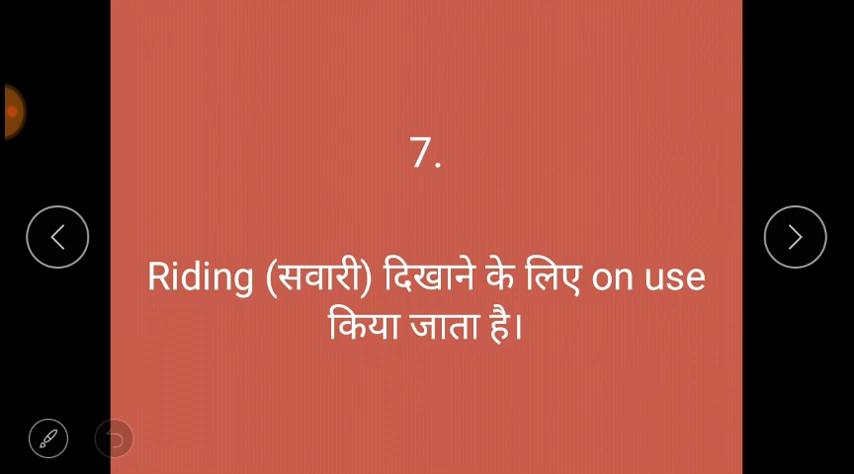 7.
Riding (सवारी) दिखाने के लिए on use
किया जाता है।